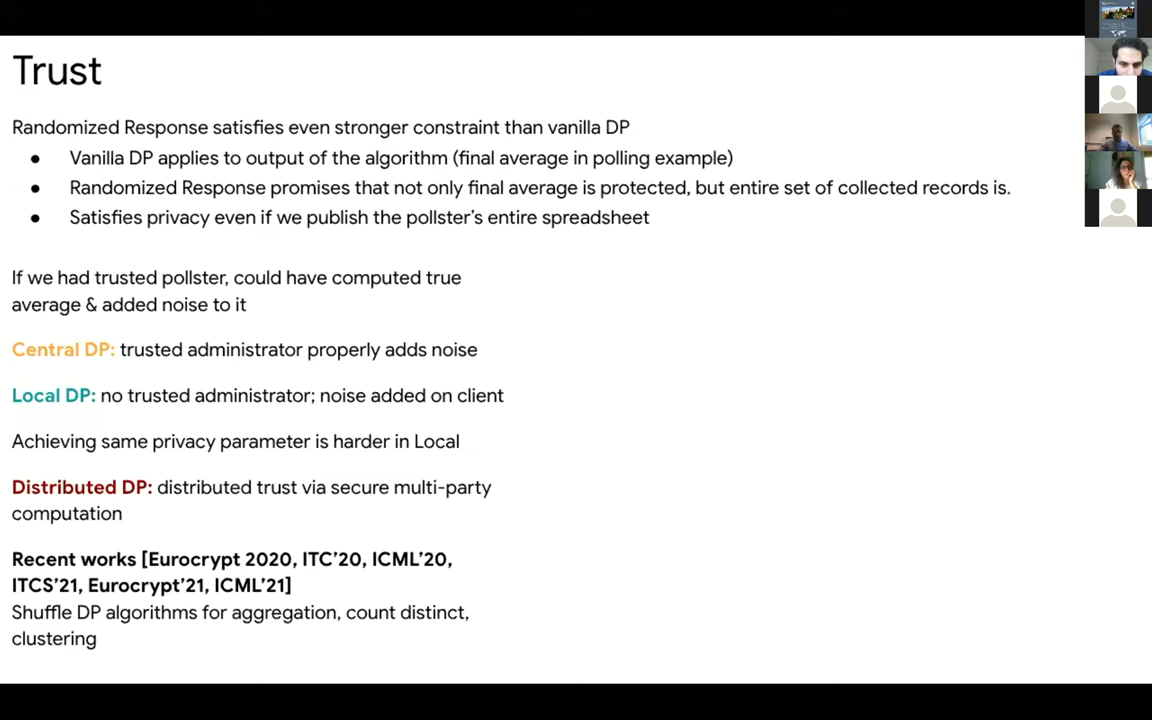 Trust
Randomized Response satisfies even stronger constraint than vanilla DP
● Vanilla DP applies to output of the algorithm (final average in polling example)
● Randomized Response promises that not only final average is protected, but entire set of collected records is.
● Satisfies privacy even if we publish the pollster's entire spreadsheet
If we had trusted pollster, could have computed true
average & added noise to it
Central DP: trusted administrator properly adds noise
Local DP: no trusted administrator; noise added on client
Achieving same privacy parameter is harder in Local
Distributed DP: distributed trust via secure multi-party
computation
Recent works [Eurocrypt 2020, ITC'20, ICML'20,
ITCS'21, Eurocrypt'21, ICML'21]
Shuffle DP algorithms for aggregation, count distinct,
clustering